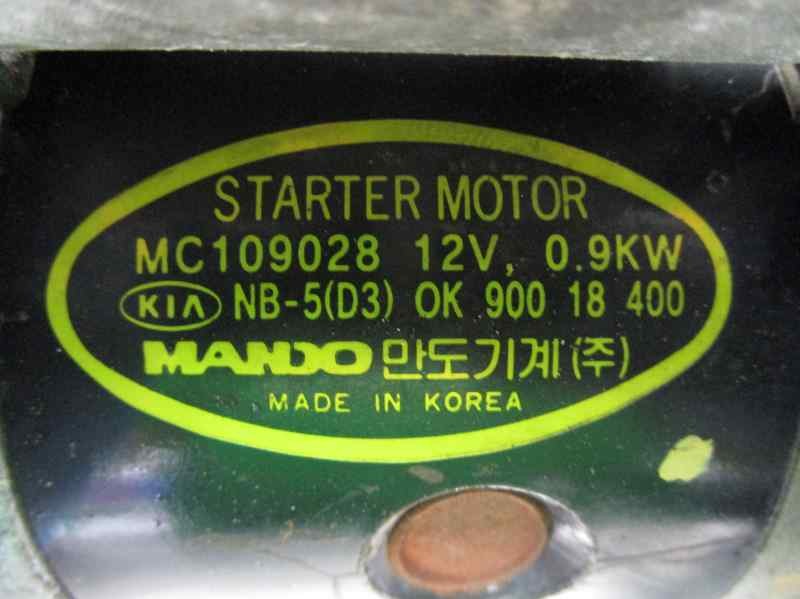 STARTER MOTOR
MC109028 12V, 0.9KW
KIA NB-5(D3) OK 900 18 400
MANDO 만도기계(주)
MADE IN KOREA